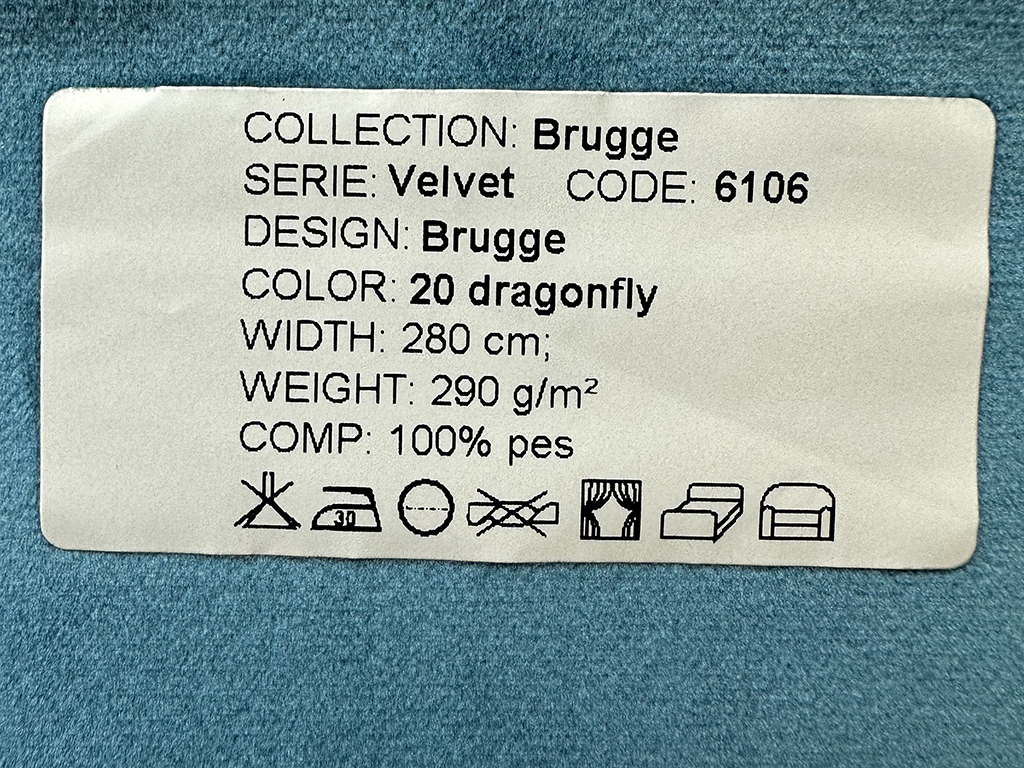 COLLECTION: Brugge
SERIE: Velvet CODE: 6106
DESIGN: Brugge
COLOR: 20 dragonfly
WIDTH: 280 cm;
WEIGHT: 290 g/m²
COMP: 100% pes
30